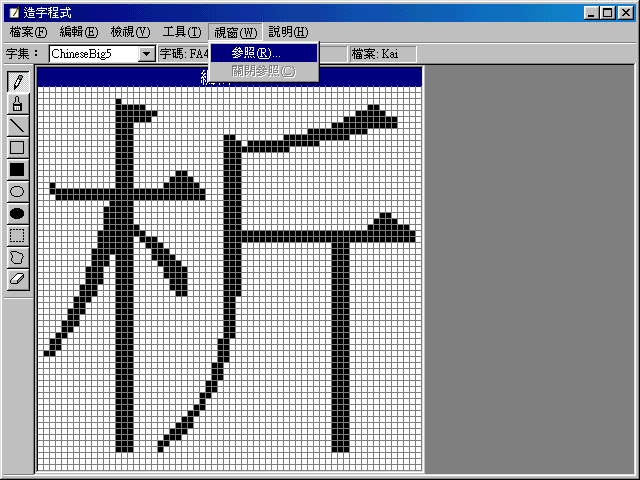 造字程式
檔案(F) 編輯(E) 檢視(V) 工具(T) 視窗(W) 說明(H)
字集： ChineseBig5 字碼: FA4 檔案: Kai
參照(R)...
關閉參照(C)
析